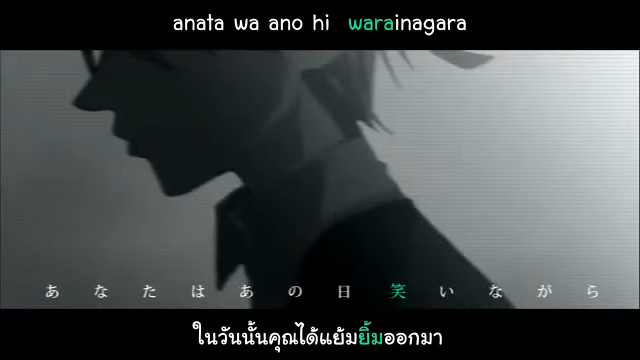 anata wa ano hi warainagara
あなたはあの日笑いながら
ในวันนั้นคุณได้แย้มยิ้มออกมา